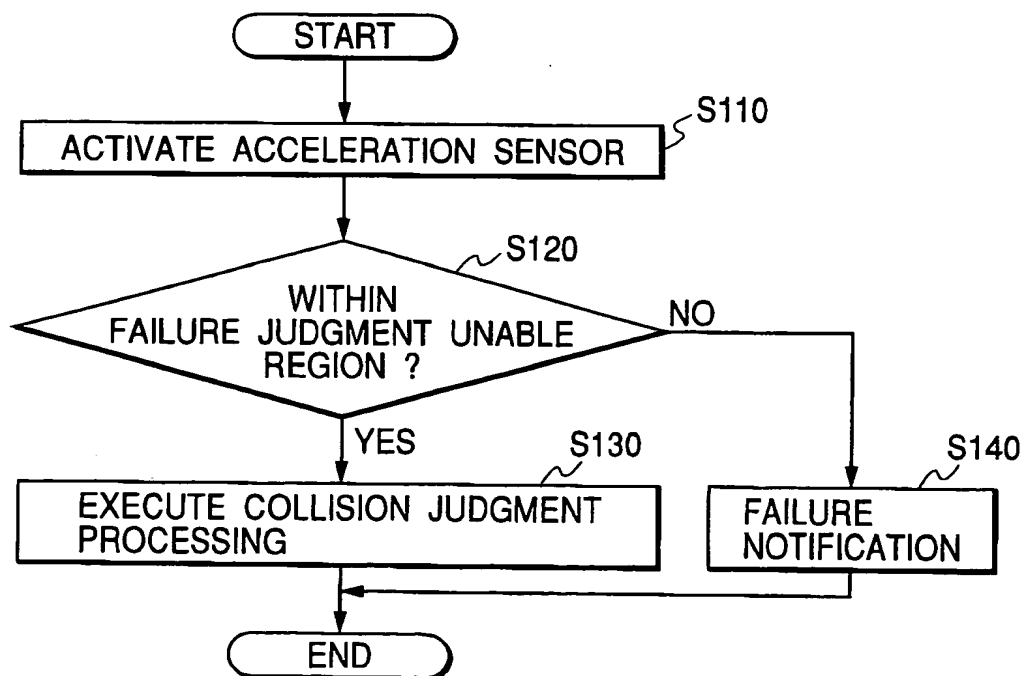 START
S110
ACTIVATE ACCELERATION SENSOR
S120
WITHIN
FAILURE JUDGMENT UNABLE
REGION ?
NO
YES
S130
EXECUTE COLLISION JUDGMENT
PROCESSING
S140
FAILURE
NOTIFICATION
END